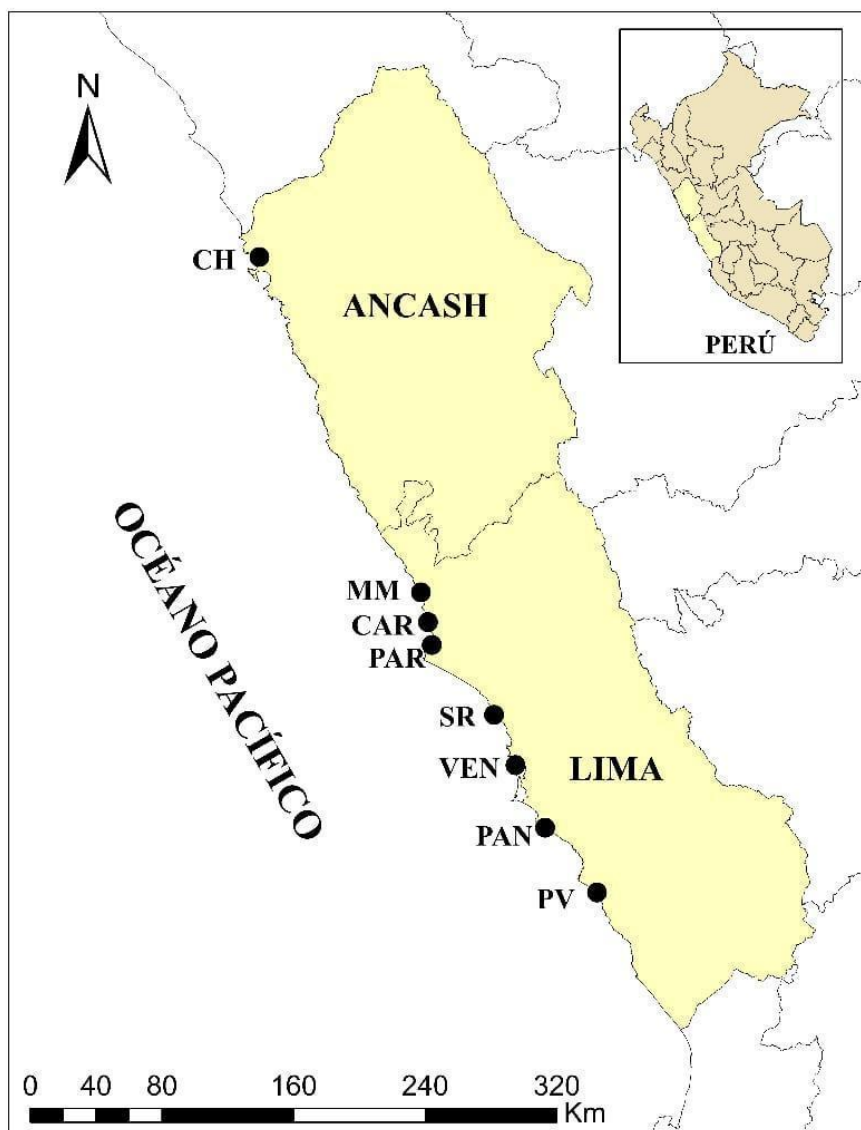 N
CH
ANCASH
PERÚ
OCÉANO PACÍFICO
MM
CAR
PAR
SR
VEN
LIMA
PAN
PV
0 40 80 160 240 320
Km